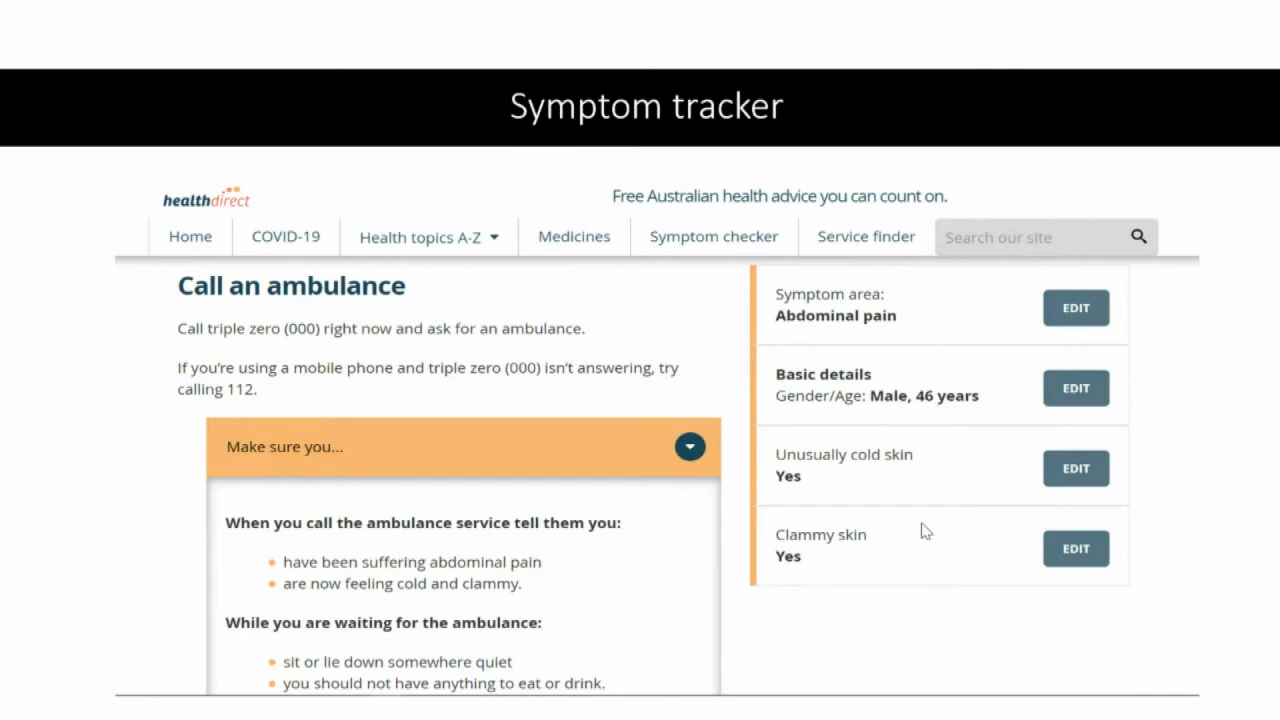 Symptom tracker
healthdirect
Free Australian health advice you can count on.
Home
COVID-19
Health topics A-Z
Medicines
Symptom checker
Service finder
Search our site
Call an ambulance
Call triple zero (000) right now and ask for an ambulance.
If you're using a mobile phone and triple zero (000) isn't answering, try
calling 112.
Make sure you...
When you call the ambulance service tell them you:
have been suffering abdominal pain
are now feeling cold and clammy.
While you are waiting for the ambulance:
sit or lie down somewhere quiet
you should not have anything to eat or drink.
Symptom area:
Abdominal pain
EDIT
Basic details
Gender/Age: Male, 46 years
EDIT
Unusually cold skin
Yes
EDIT
Clammy skin
Yes
EDIT